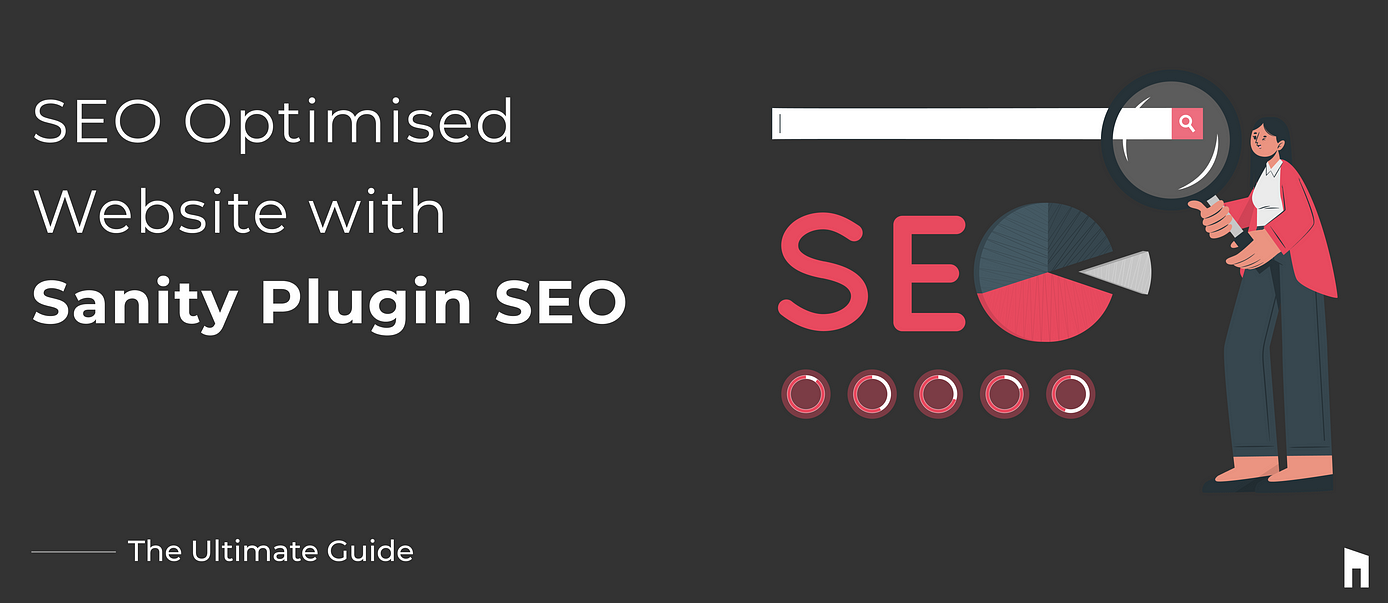 SEO Optimised
Website with
Sanity Plugin SEO
SEO
The Ultimate Guide